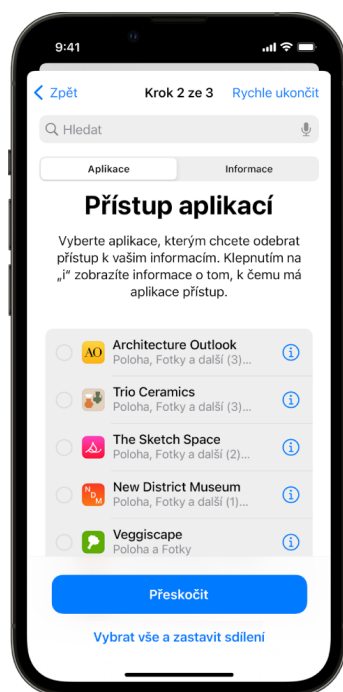 9:41
Zpět Krok 2 ze 3 Rychle ukončit
Hledat
Aplikace Informace
Přístup aplikací
Vyberte aplikace, kterým chcete odebrat
přístup k vašim informacím. Klepnutím na
„i“ zobrazíte informace o tom, k čemu má
aplikace přístup.
AO
Architecture Outlook
Poloha, Fotky a další (3)...
Trio Ceramics
Poloha, Fotky a další (3)...
The Sketch Space
Poloha, Fotky a další (2)...
NDM
New District Museum
Poloha, Fotky a další (1)...
Veggiscape
Poloha a Fotky
Přeskočit
Vybrat vše a zastavit sdílení